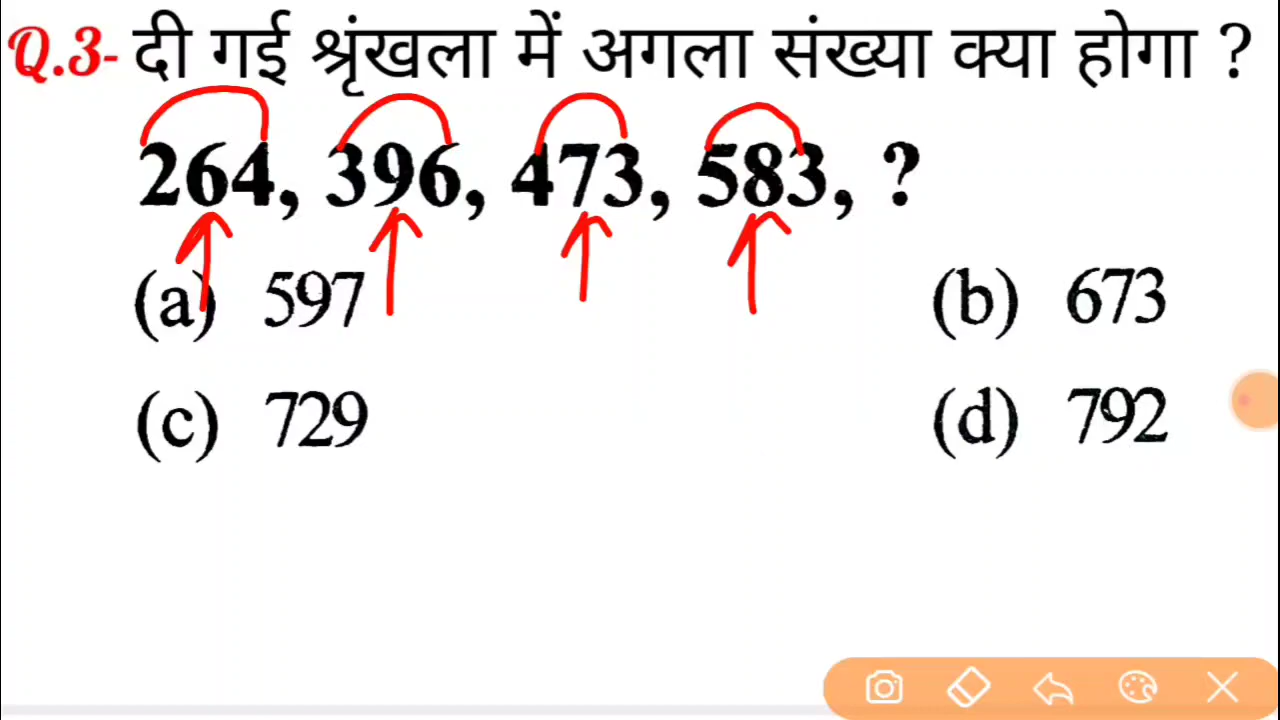 Q.3- दी गई श्रृंखला में अगला संख्या क्या होगा ?
264, 396, 473, 583, ?
(a) 597 (b) 673
(c) 729 (d) 792